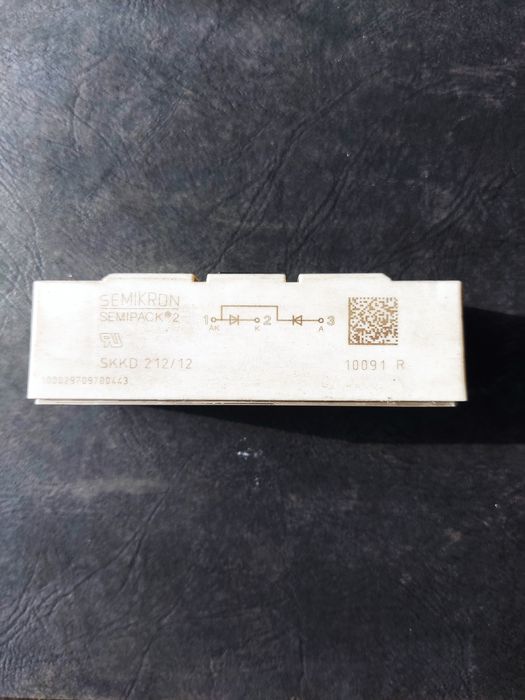 SEMIKRON
SEMIPACK® 2
1 2 3
AK K A
SKKD 212/12
10091 R